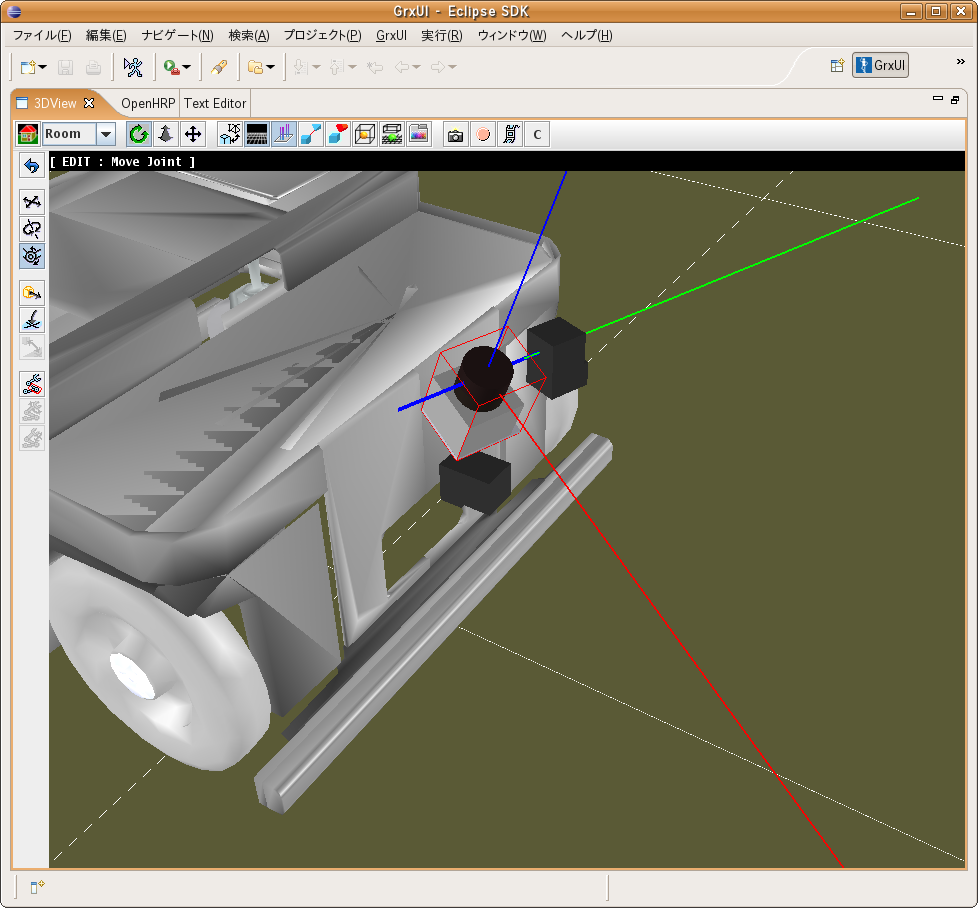 GrxUI - Eclipse SDK
ファイル(F) 編集(E) ナビゲート(N) 検索(A) プロジェクト(P) GrxUI 実行(R) ウィンドウ(W) ヘルプ(H)
GrxUI
3DView OpenHRP Text Editor
Room C
[ EDIT : Move Joint ]